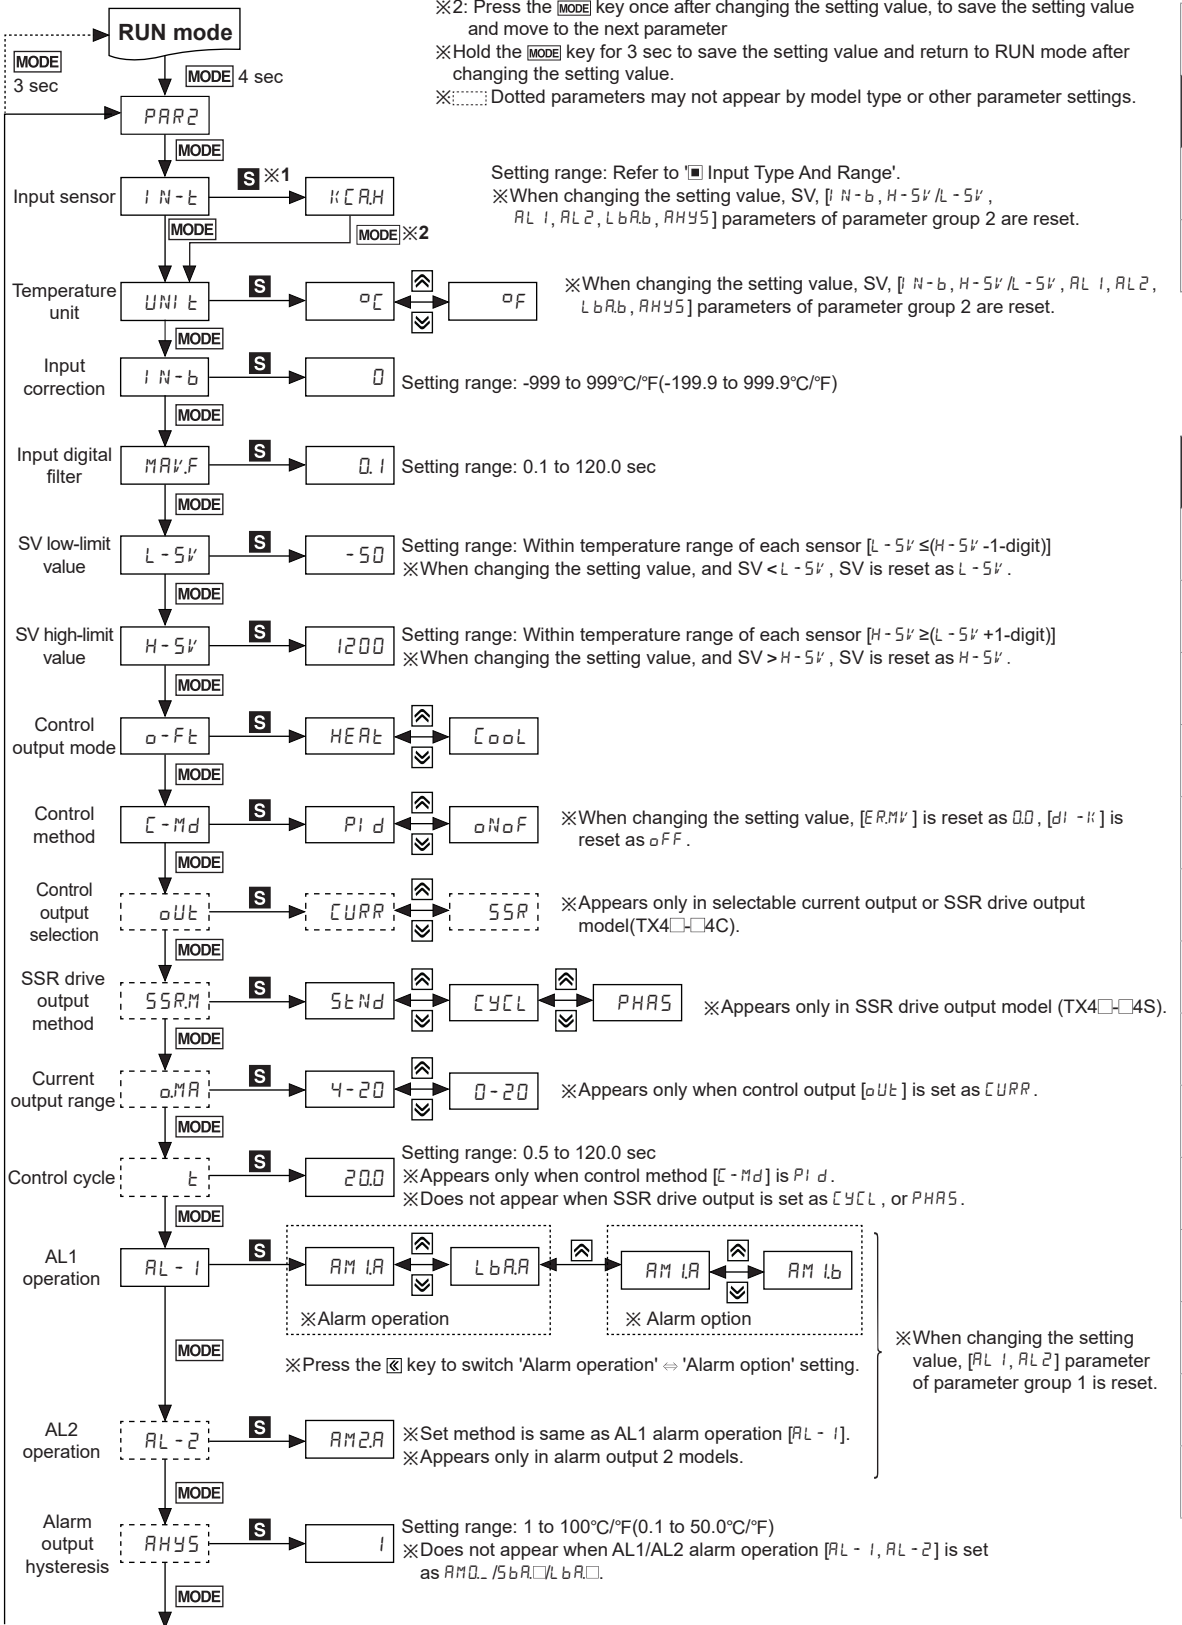 ※2: Press the MODE key once after changing the setting value, to save the setting value
and move to the next parameter
※Hold the MODE key for 3 sec to save the setting value and return to RUN mode after
changing the setting value.
※ Dotted parameters may not appear by model type or other parameter settings.
RUN mode
MODE
3 sec
MODE 4 sec
PAR2
MODE
Input sensor
IN-t
S ※1
KCA.H
Setting range: Refer to '▣ Input Type And Range'.
※When changing the setting value, SV, [IN-b, H-SV/L-SV,
AL1, AL2, LbA.b, AHYS] parameters of parameter group 2 are reset.
MODE
MODE ※2
Temperature
unit
UNIt
S
°C
°F
※When changing the setting value, SV, [IN-b, H-SV/L-SV, AL1, AL2,
LbA.b, AHYS] parameters of parameter group 2 are reset.
MODE
Input
correction
IN-b
S
0
Setting range: -999 to 999°C/°F(-199.9 to 999.9°C/°F)
MODE
Input digital
filter
MAV.F
S
0.1
Setting range: 0.1 to 120.0 sec
MODE
SV low-limit
value
L-SV
S
-50
Setting range: Within temperature range of each sensor [L-SV ≤(H-SV -1-digit)]
※When changing the setting value, and SV < L-SV, SV is reset as L-SV.
MODE
SV high-limit
value
H-SV
S
1200
Setting range: Within temperature range of each sensor [H-SV ≥(L-SV +1-digit)]
※When changing the setting value, and SV > H-SV, SV is reset as H-SV.
MODE
Control
output mode
o-Ft
S
HEAt
CooL
MODE
Control
method
C-Md
S
PId
oNoF
※When changing the setting value, [ER.MV] is reset as 0.0, [dI-K] is
reset as oFF.
MODE
Control
output
selection
oUt
S
CURR
SSR
※Appears only in selectable current output or SSR drive output
model(TX4□-□4C).
MODE
SSR drive
output
method
SSR.M
S
StNd
CYCL
PHAS
※Appears only in SSR drive output model (TX4□-□4S).
MODE
Current
output range
o.MA
S
4-20
0-20
※Appears only when control output [oUt] is set as CURR.
MODE
Control cycle
t
S
20.0
Setting range: 0.5 to 120.0 sec
※Appears only when control method [C-Md] is PId.
※Does not appear when SSR drive output is set as CYCL, or PHAS.
MODE
AL1
operation
AL-1
S
AM1.A
LbA.A
※Alarm operation
AM1.A
AM1.b
※ Alarm option
※Press the key to switch 'Alarm operation' ⇔ 'Alarm option' setting.
※When changing the setting
value, [AL1, AL2] parameter
of parameter group 1 is reset.
MODE
AL2
operation
AL-2
S
AM2.A
※Set method is same as AL1 alarm operation [AL-1].
※Appears only in alarm output 2 models.
MODE
Alarm
output
hysteresis
AHYS
S
1
Setting range: 1 to 100°C/°F(0.1 to 50.0°C/°F)
※Does not appear when AL1/AL2 alarm operation [AL-1, AL-2] is set
as AM0._ /SbA.□/LbA.□.
MODE